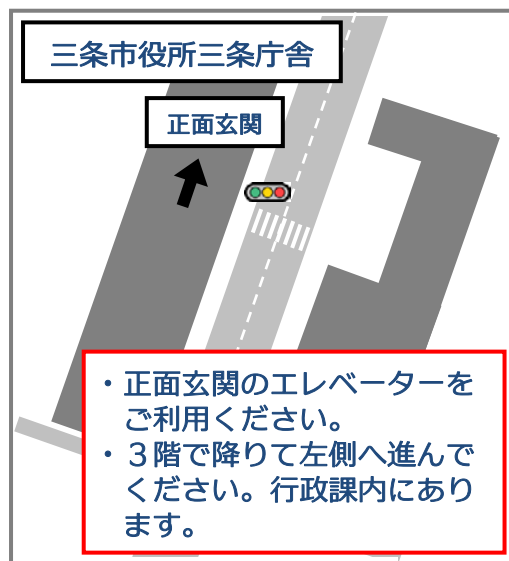 三条市役所三条庁舎
正面玄関
・正面玄関のエレベーターを
ご利用ください。
・３階で降りて左側へ進んで
ください。行政課内にあり
ます。